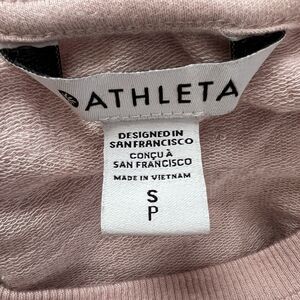 ATHLETA
DESIGNED IN
SAN FRANCISCO
CONÇU À
SAN FRANCISCO
MADE IN VIETNAM
S
P